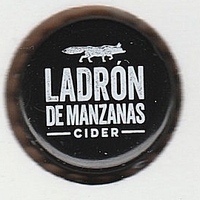 LADRÓN
DE MANZANAS
CIDER